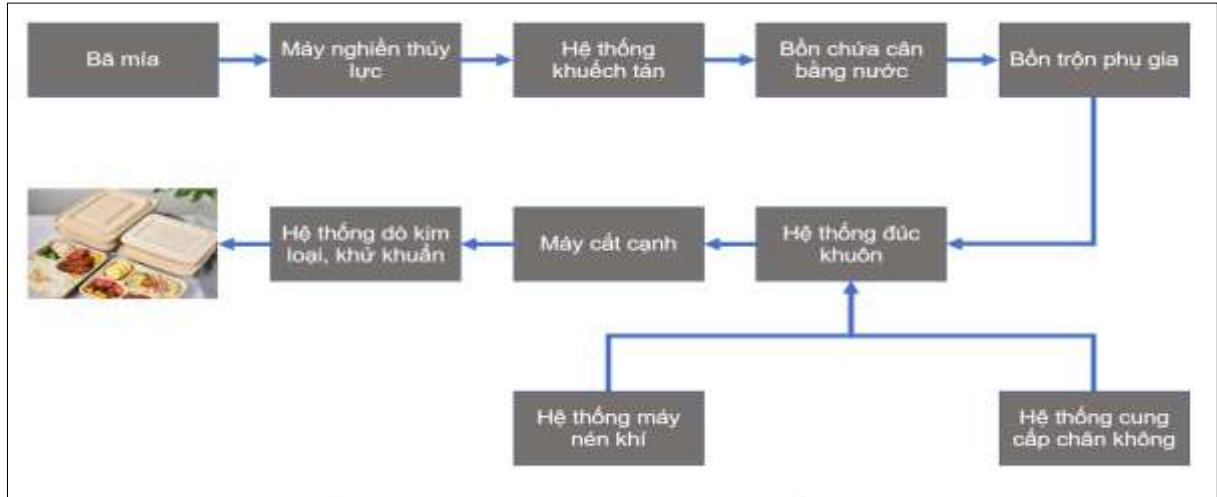 Bã mía
Máy nghiền thủy
lực
Hệ thống
khuếch tán
Bồn chứa cân
bằng nước
Bồn trộn phụ gia
Hệ thống dò kim
loại, khử khuẩn
Máy cắt cạnh
Hệ thống đúc
khuôn
Hệ thống máy
nén khí
Hệ thống cung
cấp chân không